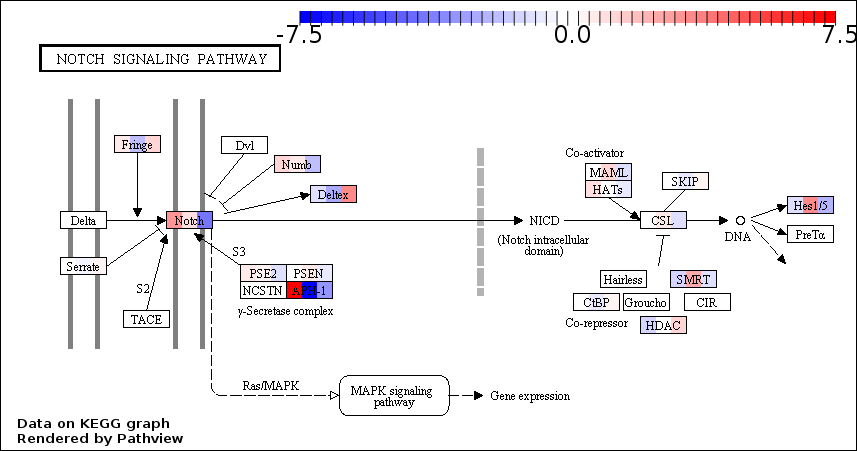 -7.5 0.0 7.5
NOTCH SIGNALING PATHWAY
Fringe
Dvl
Numb
Deltex
Delta
Notch
Serrate
S2
TACE
S3
PSE2 PSEN
NCSTN APH-1
γ-Secretase complex
NICD
(Notch intracellular
domain)
Co-activator
MAML
HATs
SKIP
CSL
DNA
Hes1/5
PreTα
Hairless
SMRT
CtBP Groucho CIR
Co-repressor
HDAC
Ras/MAPK
MAPK signaling
pathway
Gene expression
Data on KEGG graph
Rendered by Pathview